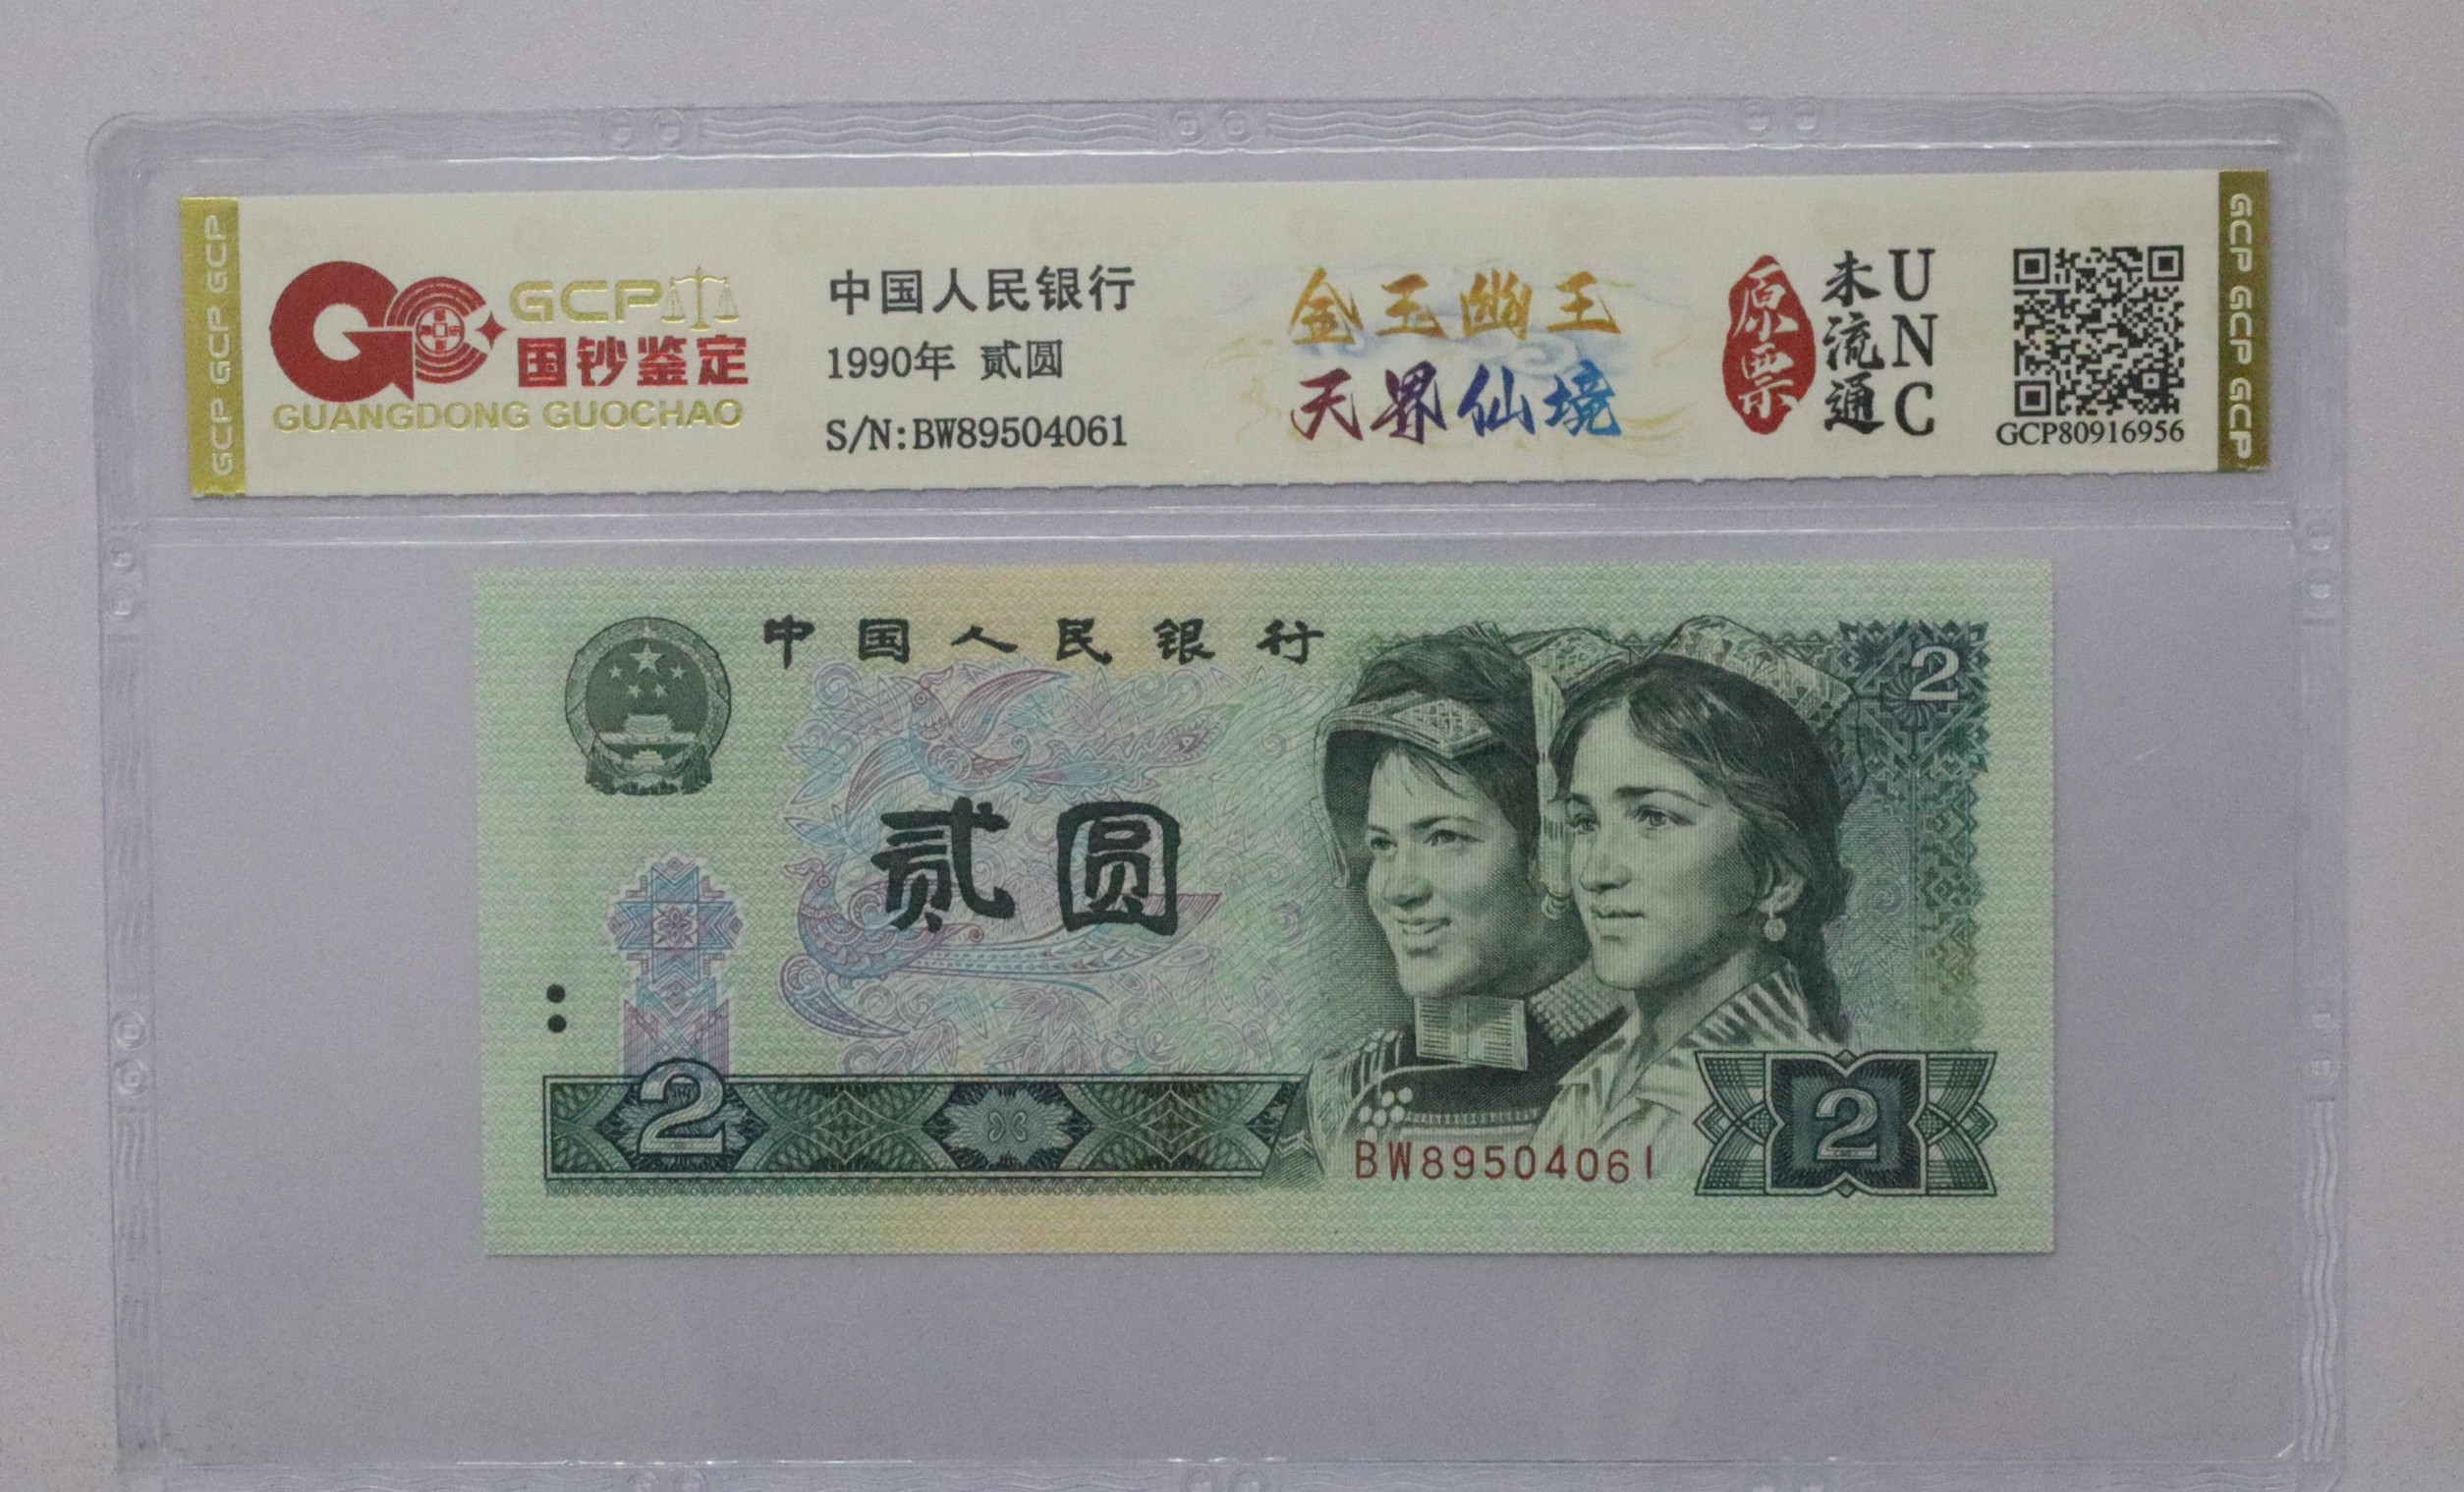 GCP GCP GCP
GCP
国钞鉴定
GUANGDONG GUOCHAO
中国人民银行
1990年 贰圆
S/N:BW89504061
金玉幽王
天界仙境
原票
未流通
UNC
GCP80916956
GCP GCP GCP
中国人民银行
2
贰圆
2
BW89504061
2